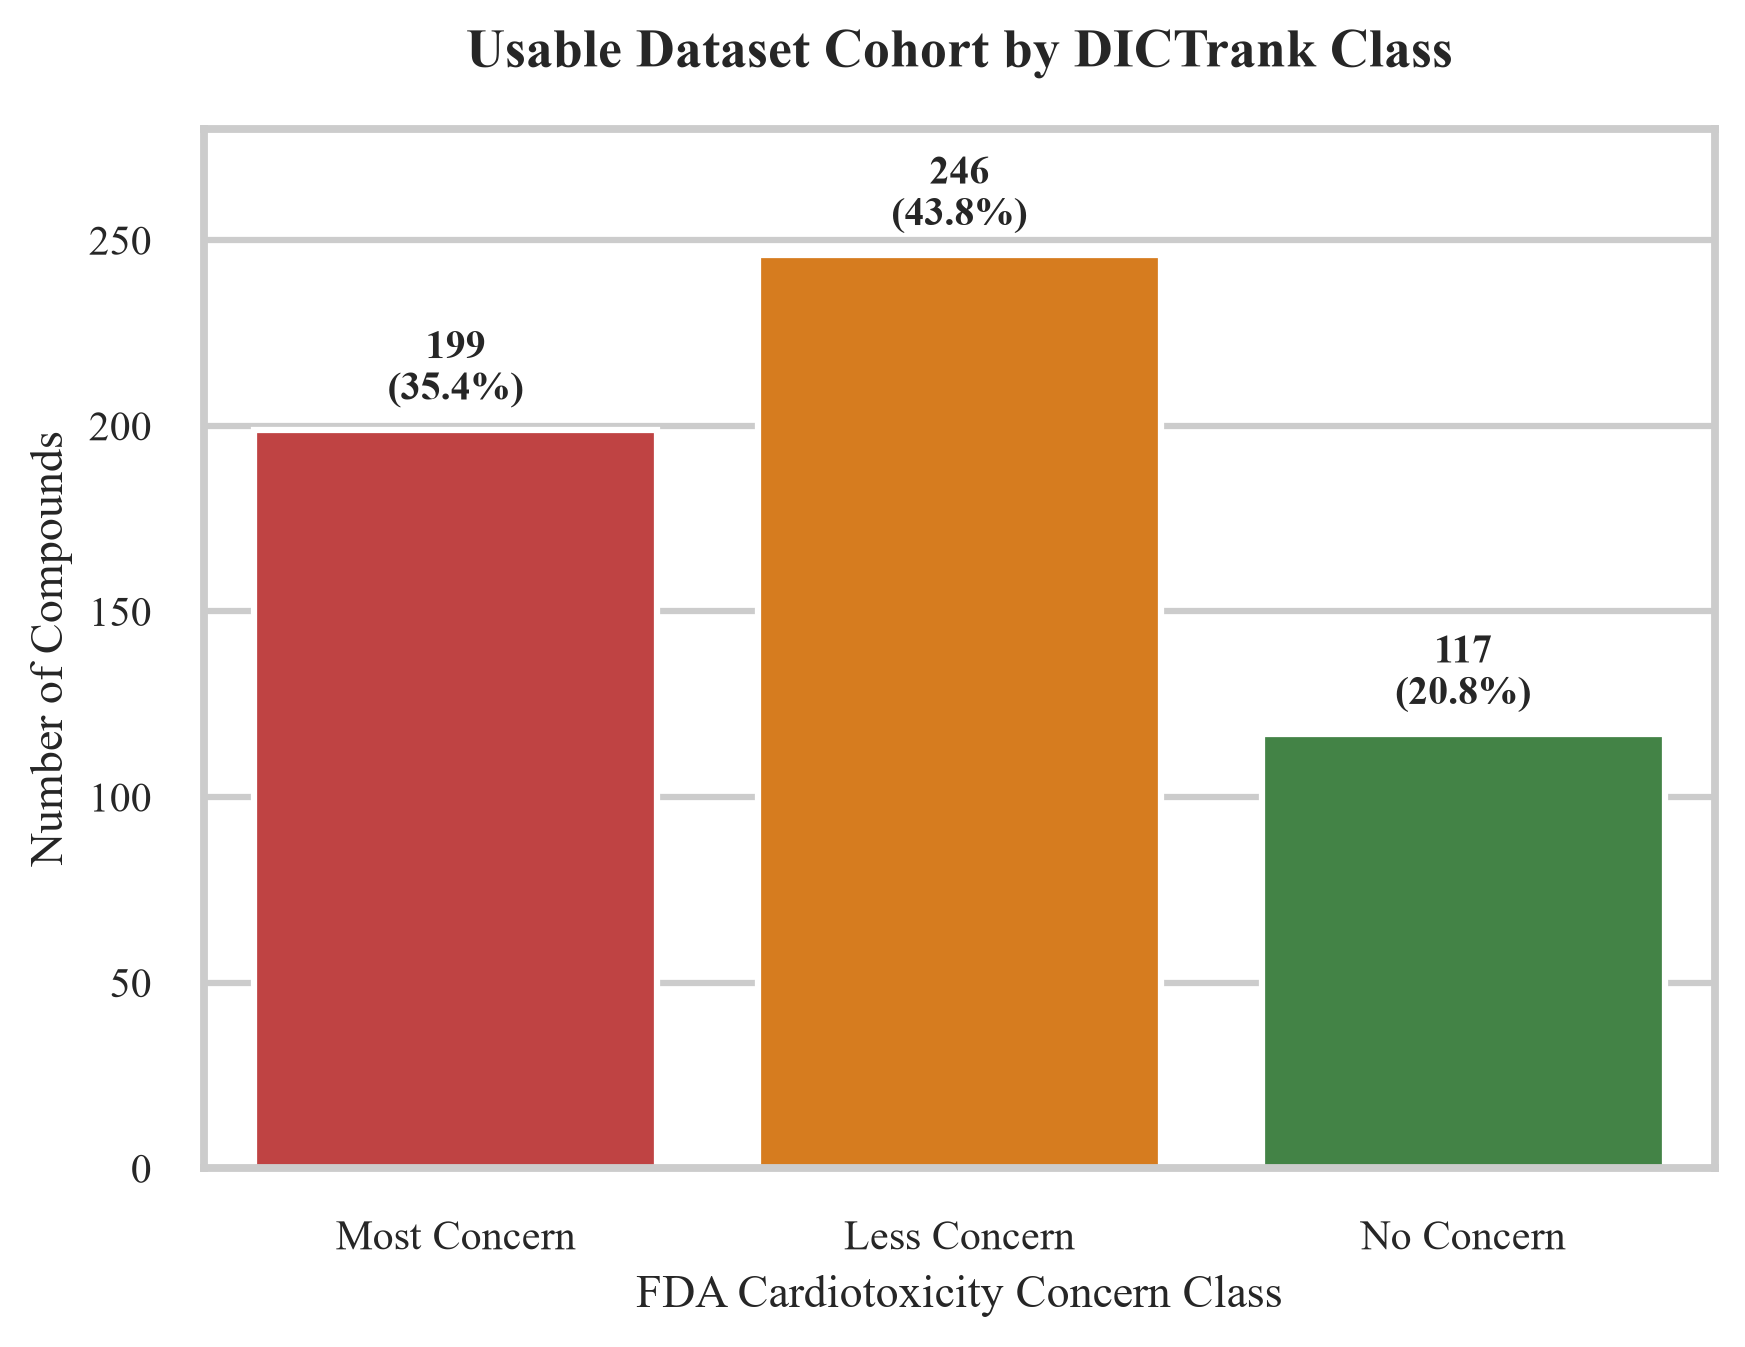 Usable Dataset Cohort by DICTrank Class
246
(43.8%)
199
(35.4%)
117
(20.8%)
250
200
150
100
50
0
Number of Compounds
Most Concern
Less Concern
No Concern
FDA Cardiotoxicity Concern Class